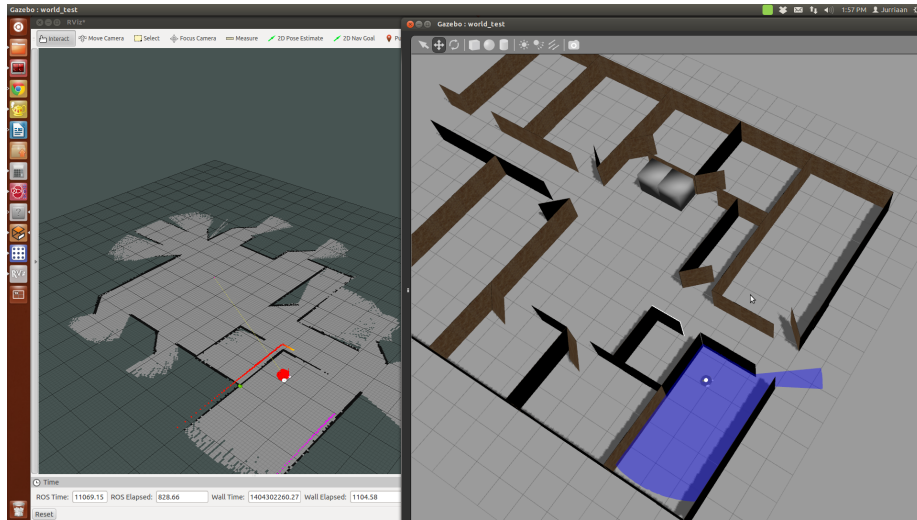 Gazebo : world_test
1:57 PM Jurriaan
RViz*
Gazebo : world_test
Interact Move Camera Select Focus Camera Measure 2D Pose Estimate 2D Nav Goal
Time
ROS Time: 11069.15 ROS Elapsed: 828.66 Wall Time: 1404302260.27 Wall Elapsed: 1104.58
Reset